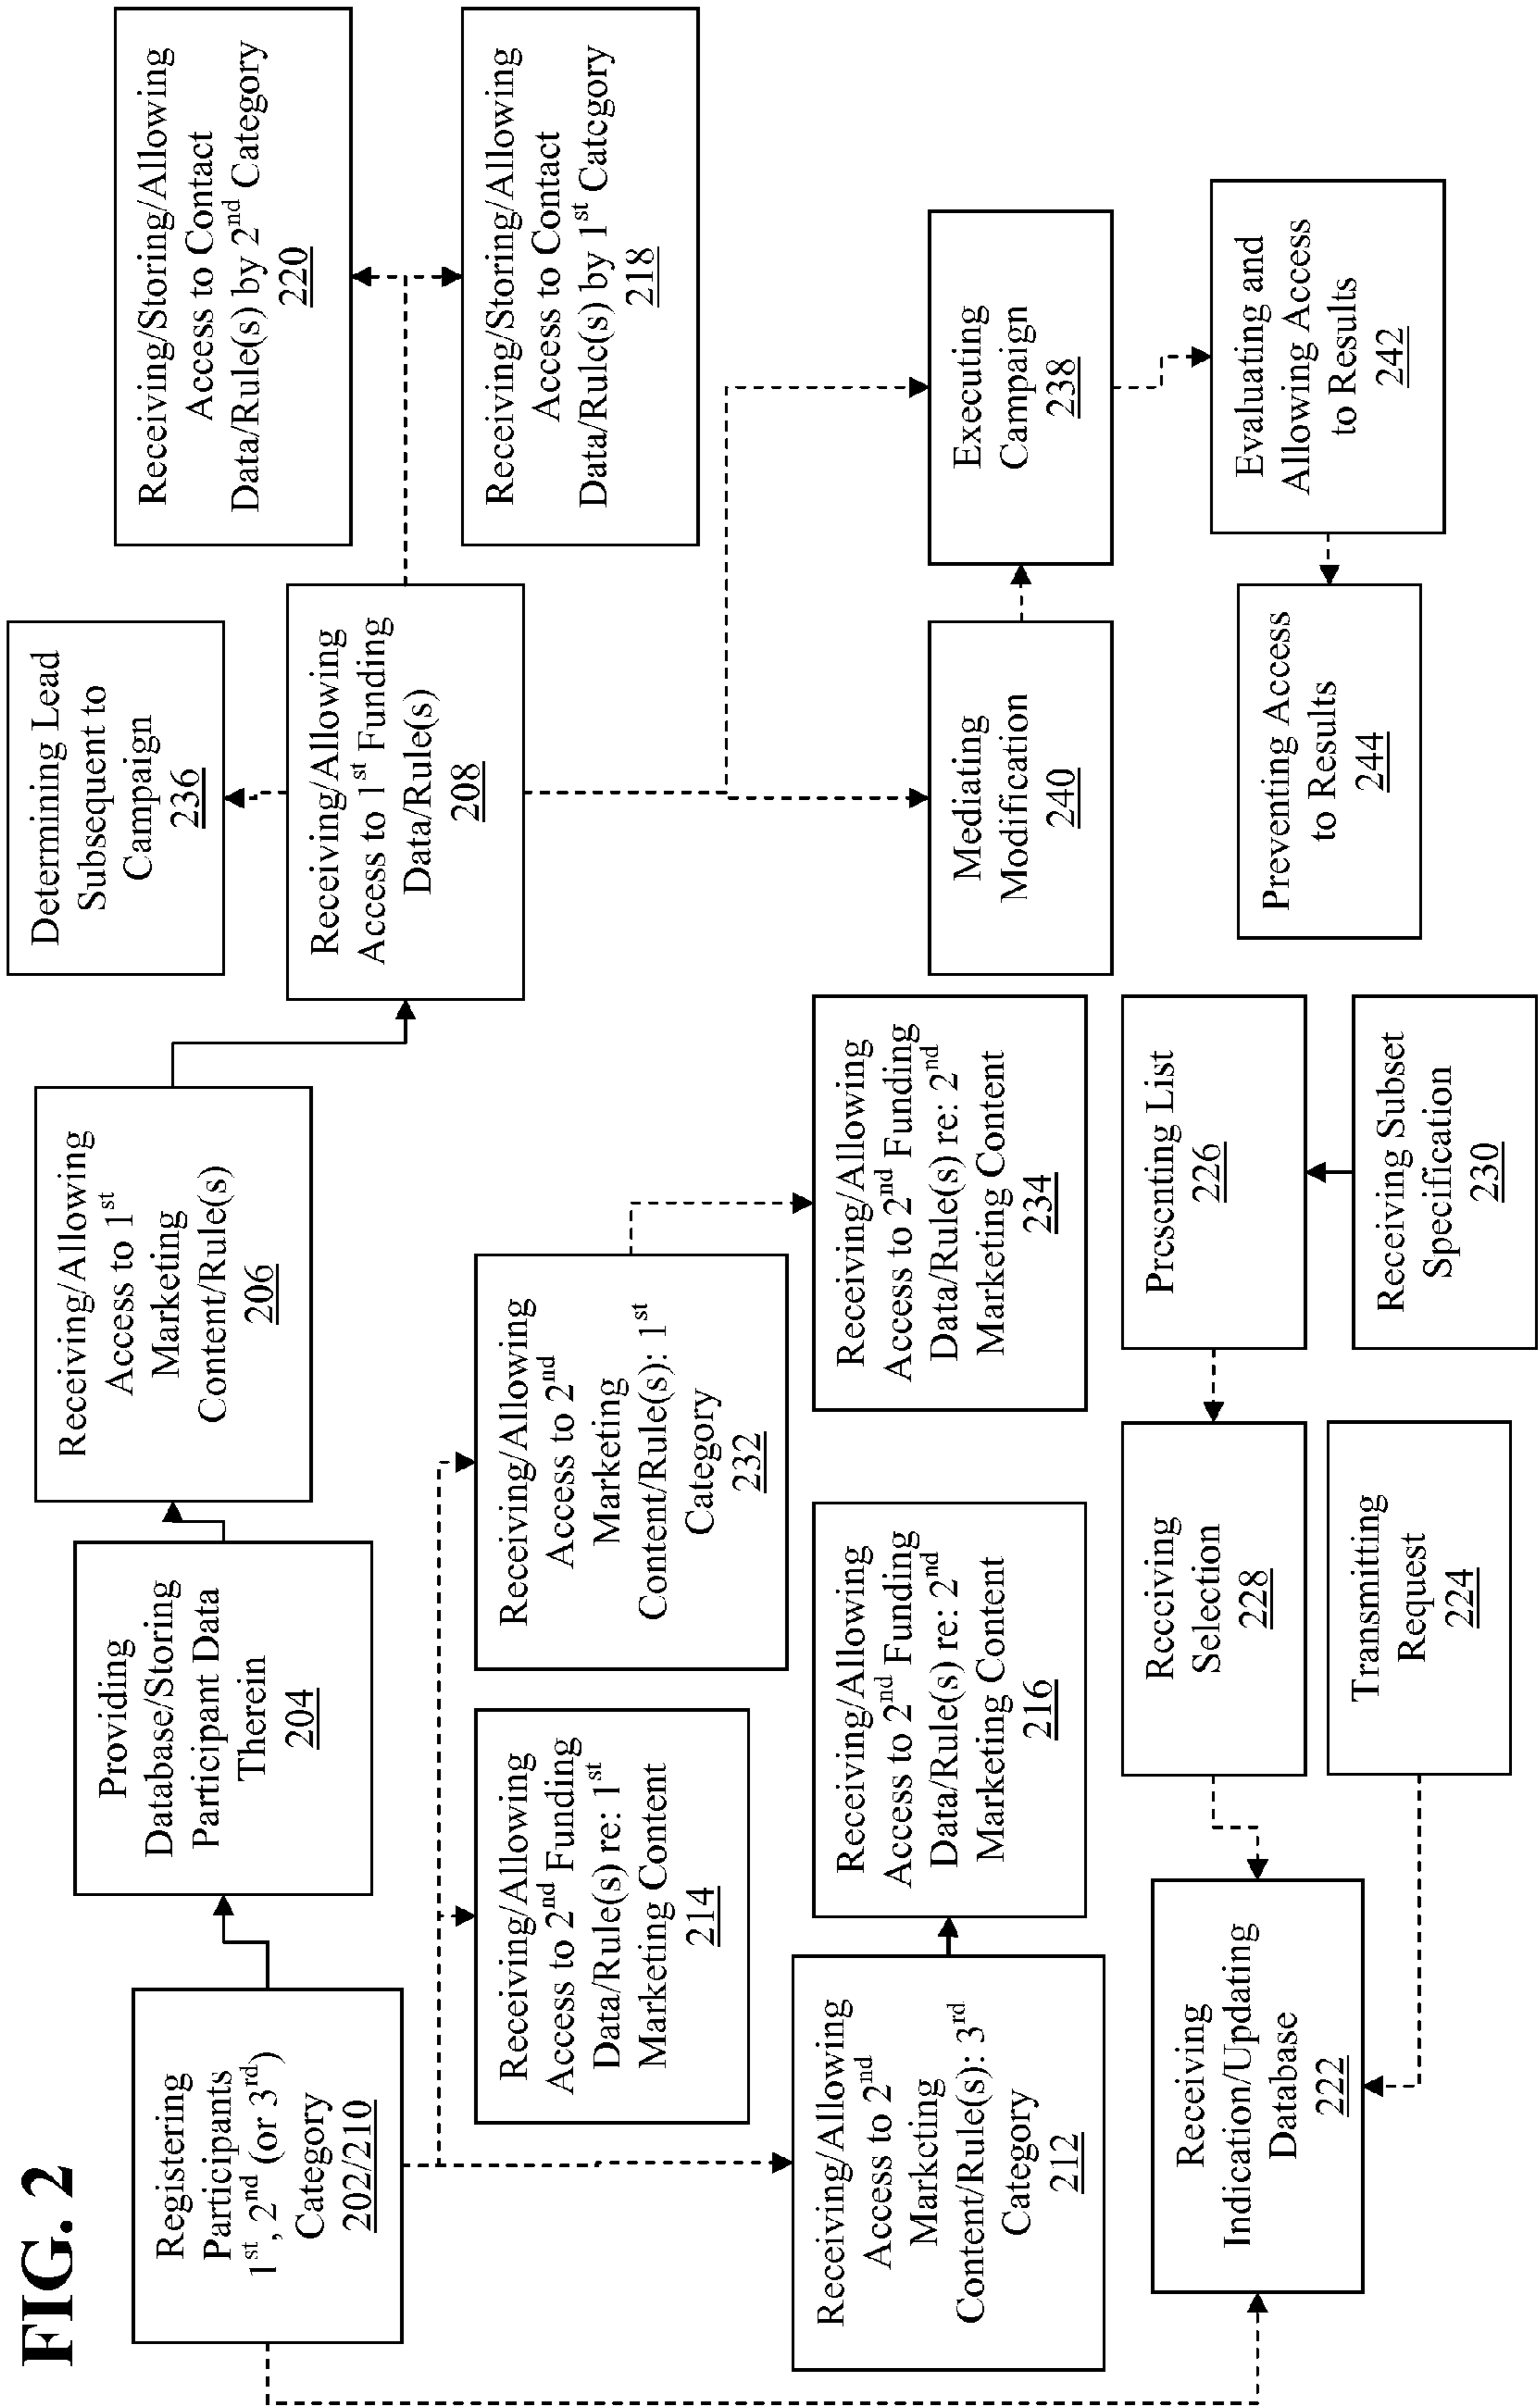 FIG. 2
Registering
Participants
1st, 2nd (or 3rd)
Category
202/210
Providing
Database/Storing
Participant Data
Therein
204
Receiving/Allowing
Access to 1st
Marketing
Content/Rule(s)
206
Determining Lead
Subsequent to
Campaign
236
Receiving/Allowing
Access to 1st Funding
Data/Rule(s)
208
Receiving/Storing/Allowing
Access to Contact
Data/Rule(s) by 2nd Category
220
Receiving/Storing/Allowing
Access to Contact
Data/Rule(s) by 1st Category
218
Receiving/Allowing
Access to 2nd Funding
Data/Rule(s) re: 1st
Marketing Content
214
Receiving/Allowing
Access to 2nd
Marketing
Content/Rule(s): 1st
Category
232
Receiving/Allowing
Access to 2nd
Marketing
Content/Rule(s): 3rd
Category
212
Receiving/Allowing
Access to 2nd Funding
Data/Rule(s) re: 2nd
Marketing Content
216
Receiving/Allowing
Access to 2nd Funding
Data/Rule(s) re: 2nd
Marketing Content
234
Mediating
Modification
240
Executing
Campaign
238
Receiving
Indication/Updating
Database
222
Receiving
Selection
228
Presenting List
226
Transmitting
Request
224
Receiving Subset
Specification
230
Preventing Access
to Results
244
Evaluating and
Allowing Access
to Results
242